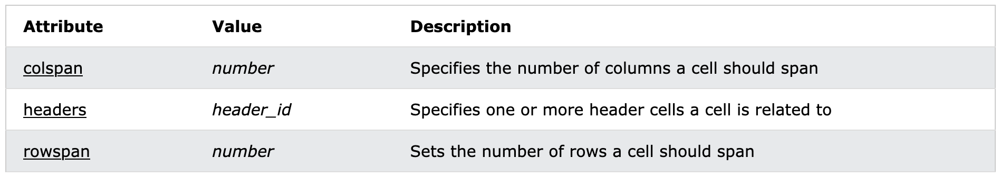 Attribute Value Description
colspan number Specifies the number of columns a cell should span
headers header_id Specifies one or more header cells a cell is related to
rowspan number Sets the number of rows a cell should span